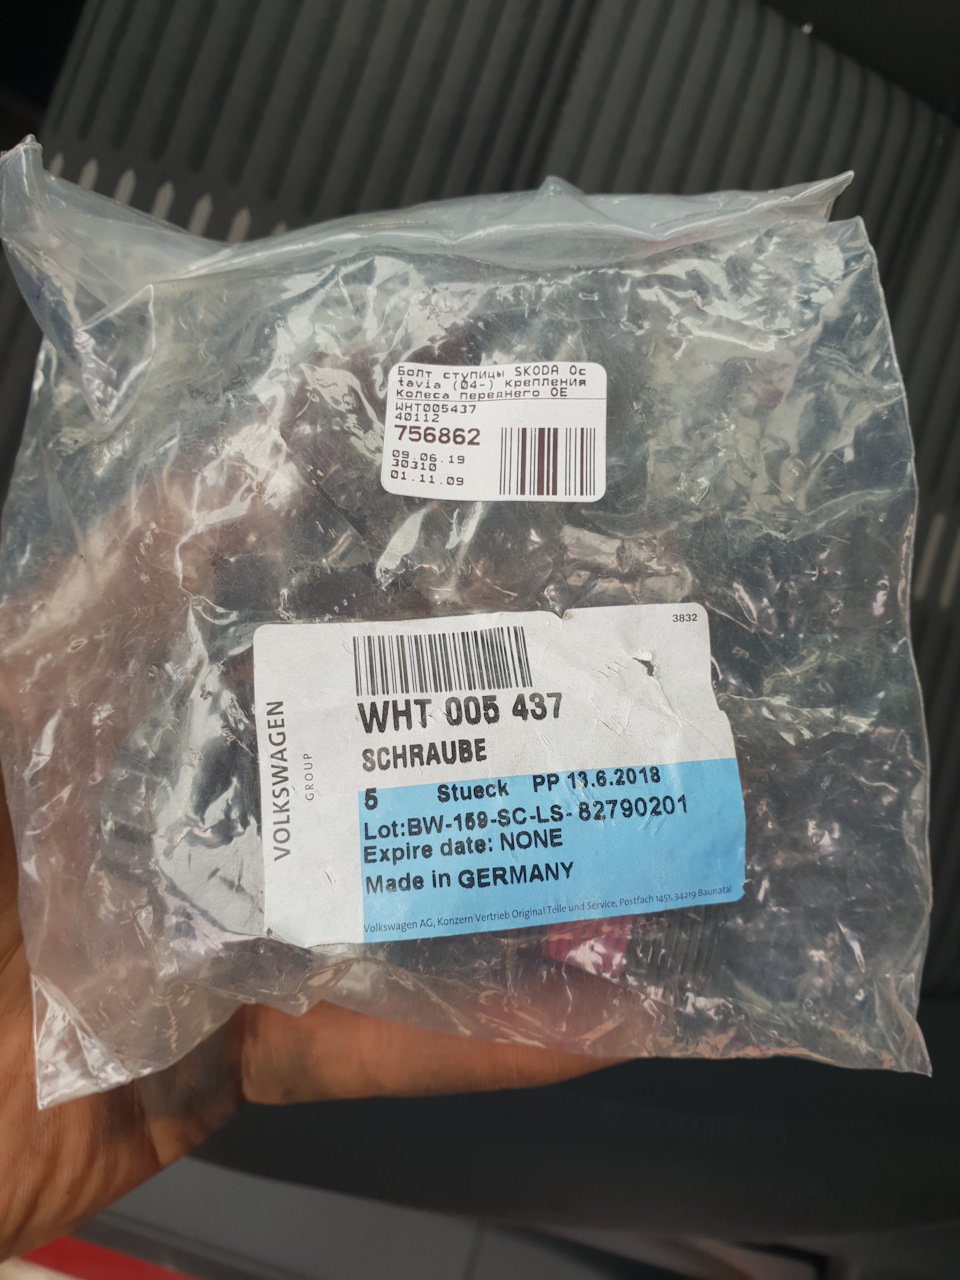 Болт ступицы SKODA Oc
tavia (04-) крепления
колеса переднего OE
WHT005437
40112
756862
09.06.19
30310
01.11.09
3832
VOLKSWAGEN
GROUP
WHT 005 437
SCHRAUBE
5 Stueck PP 13.6.2018
Lot:BW-159-SC-LS- 82790201
Expire date: NONE
Made in GERMANY
Volkswagen AG, Konzern Vertrieb Original Teile und Service, Postfach 1451, 34219 Baunatal